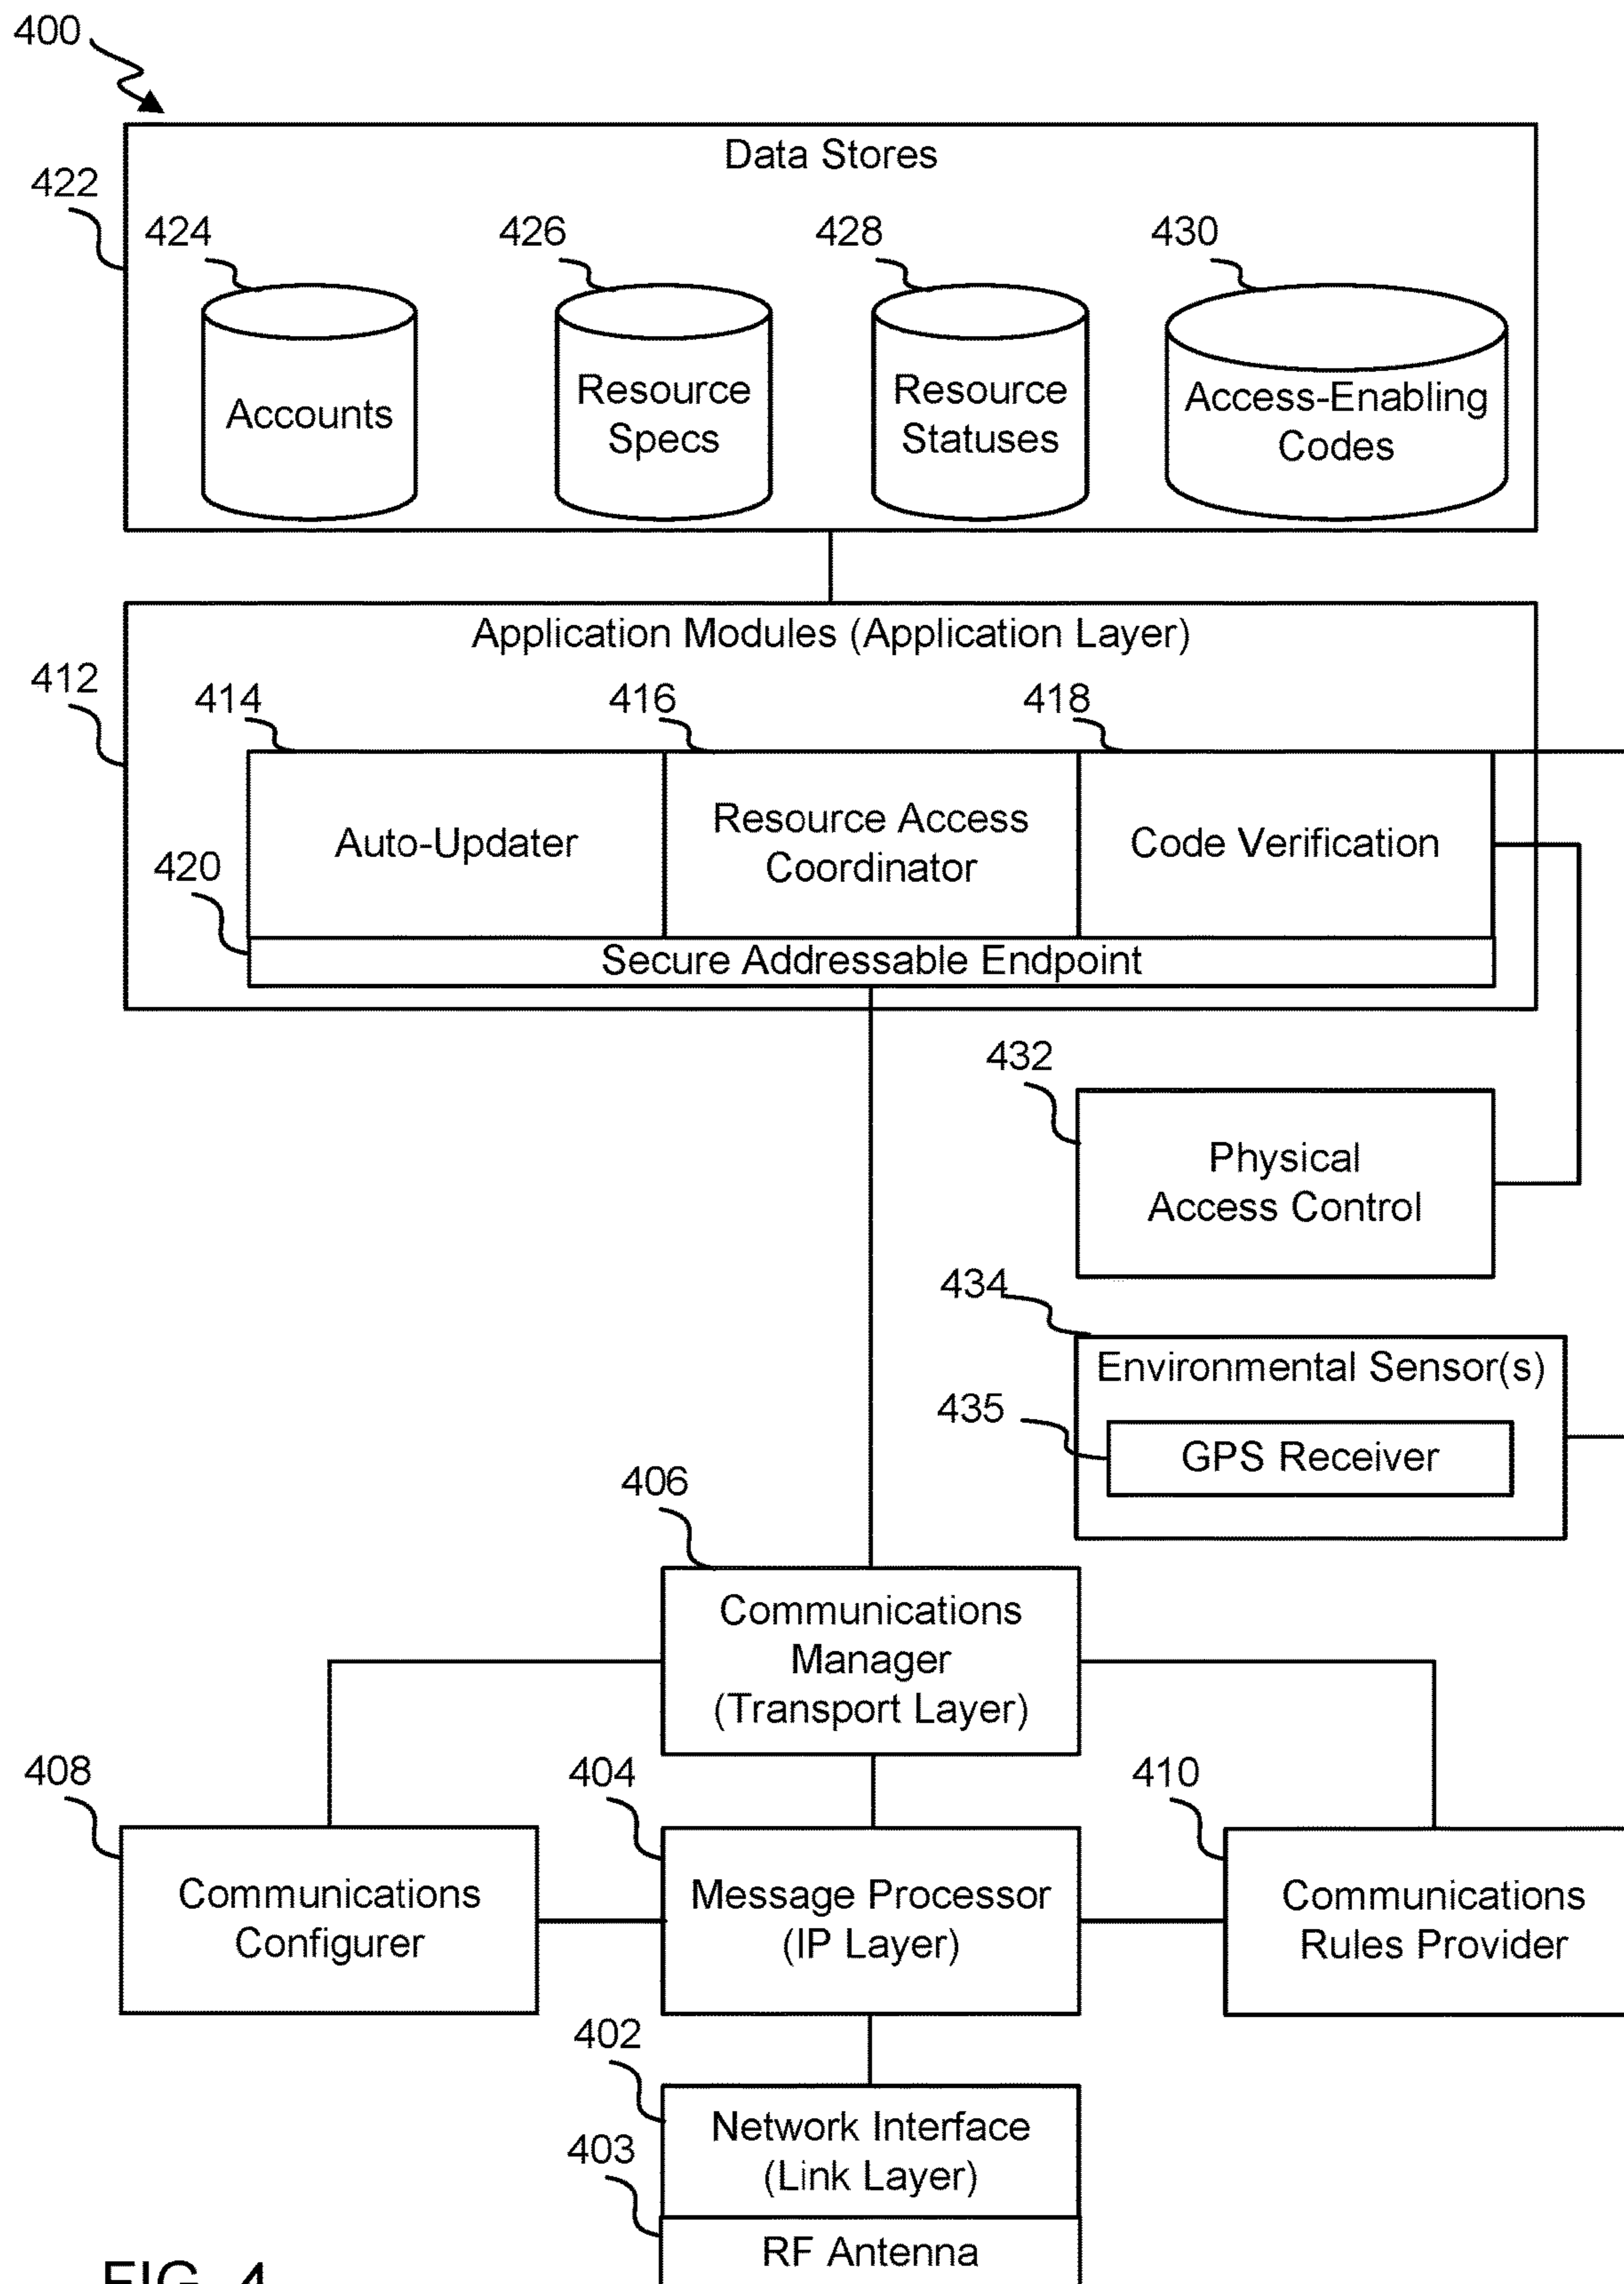 400
Data Stores
422
424
426
428
430
Accounts
Resource
Specs
Resource
Statuses
Access-Enabling
Codes
Application Modules (Application Layer)
412
414
416
418
Auto-Updater
Resource Access
Coordinator
Code Verification
420
Secure Addressable Endpoint
432
Physical
Access Control
434
Environmental Sensor(s)
435
GPS Receiver
406
Communications
Manager
(Transport Layer)
408
404
410
Communications
Configurer
Message Processor
(IP Layer)
Communications
Rules Provider
402
Network Interface
(Link Layer)
403
RF Antenna
FIG. 4